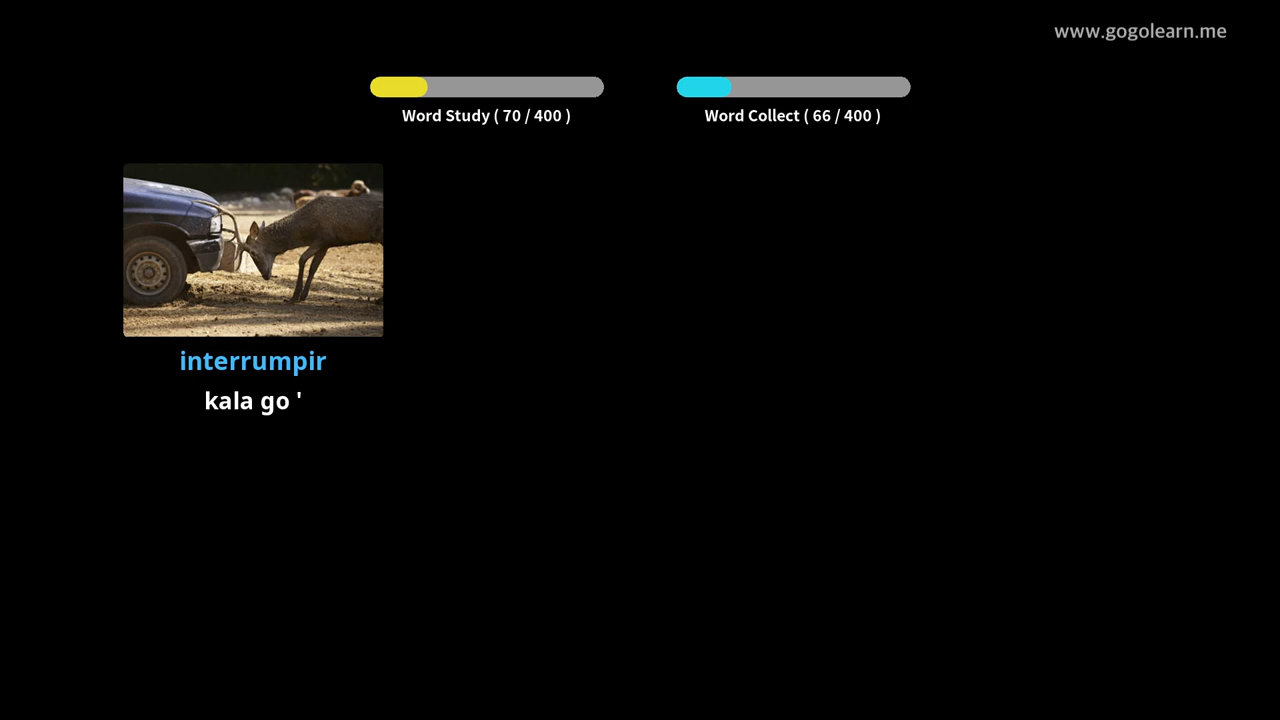 www.gogolearn.me
Word Study ( 70 / 400 )
Word Collect ( 66 / 400 )
interrumpir
kala go '